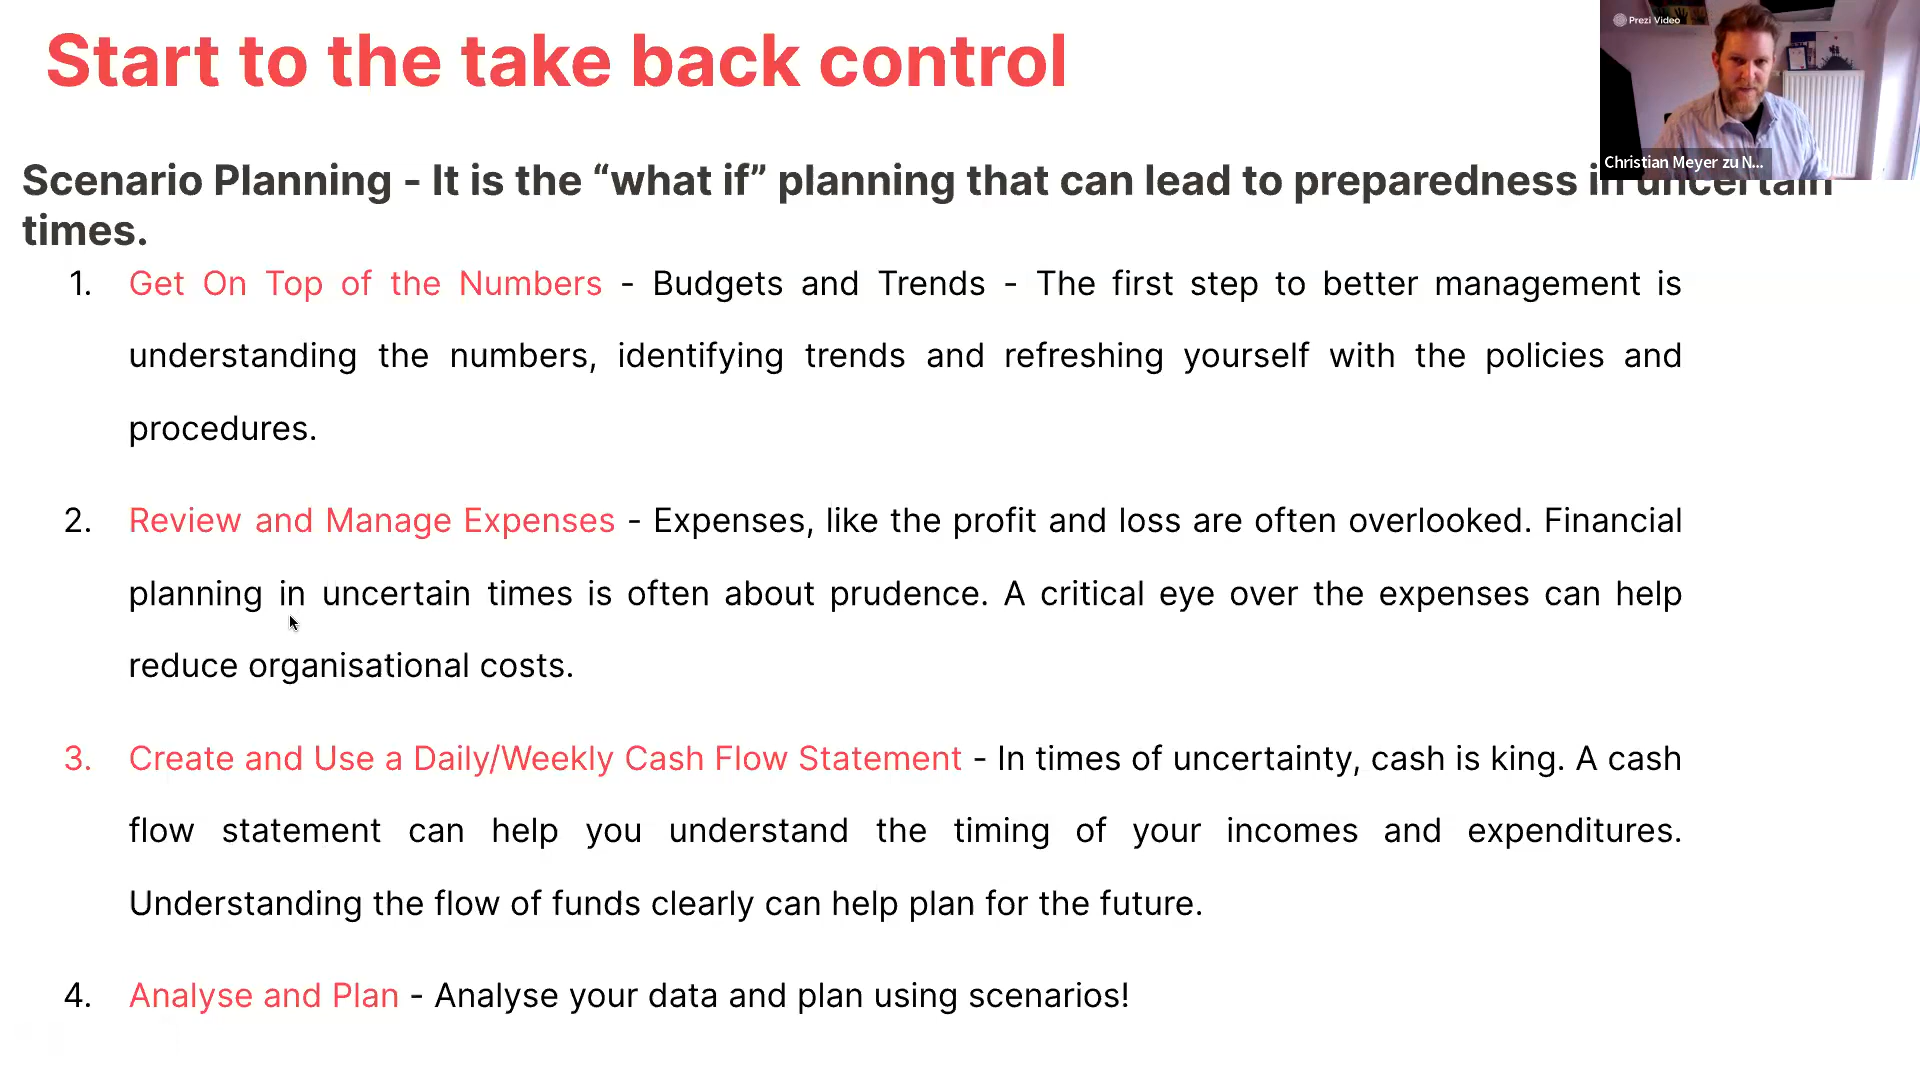 Start to the take back control
Prezi Video
Christian Meyer zu N...
Scenario Planning - It is the “what if” planning that can lead to preparedness in uncertain
times.
1. Get On Top of the Numbers - Budgets and Trends - The first step to better management is
understanding the numbers, identifying trends and refreshing yourself with the policies and
procedures.
2. Review and Manage Expenses - Expenses, like the profit and loss are often overlooked. Financial
planning in uncertain times is often about prudence. A critical eye over the expenses can help
reduce organisational costs.
3. Create and Use a Daily/Weekly Cash Flow Statement - In times of uncertainty, cash is king. A cash
flow statement can help you understand the timing of your incomes and expenditures.
Understanding the flow of funds clearly can help plan for the future.
4. Analyse and Plan - Analyse your data and plan using scenarios!